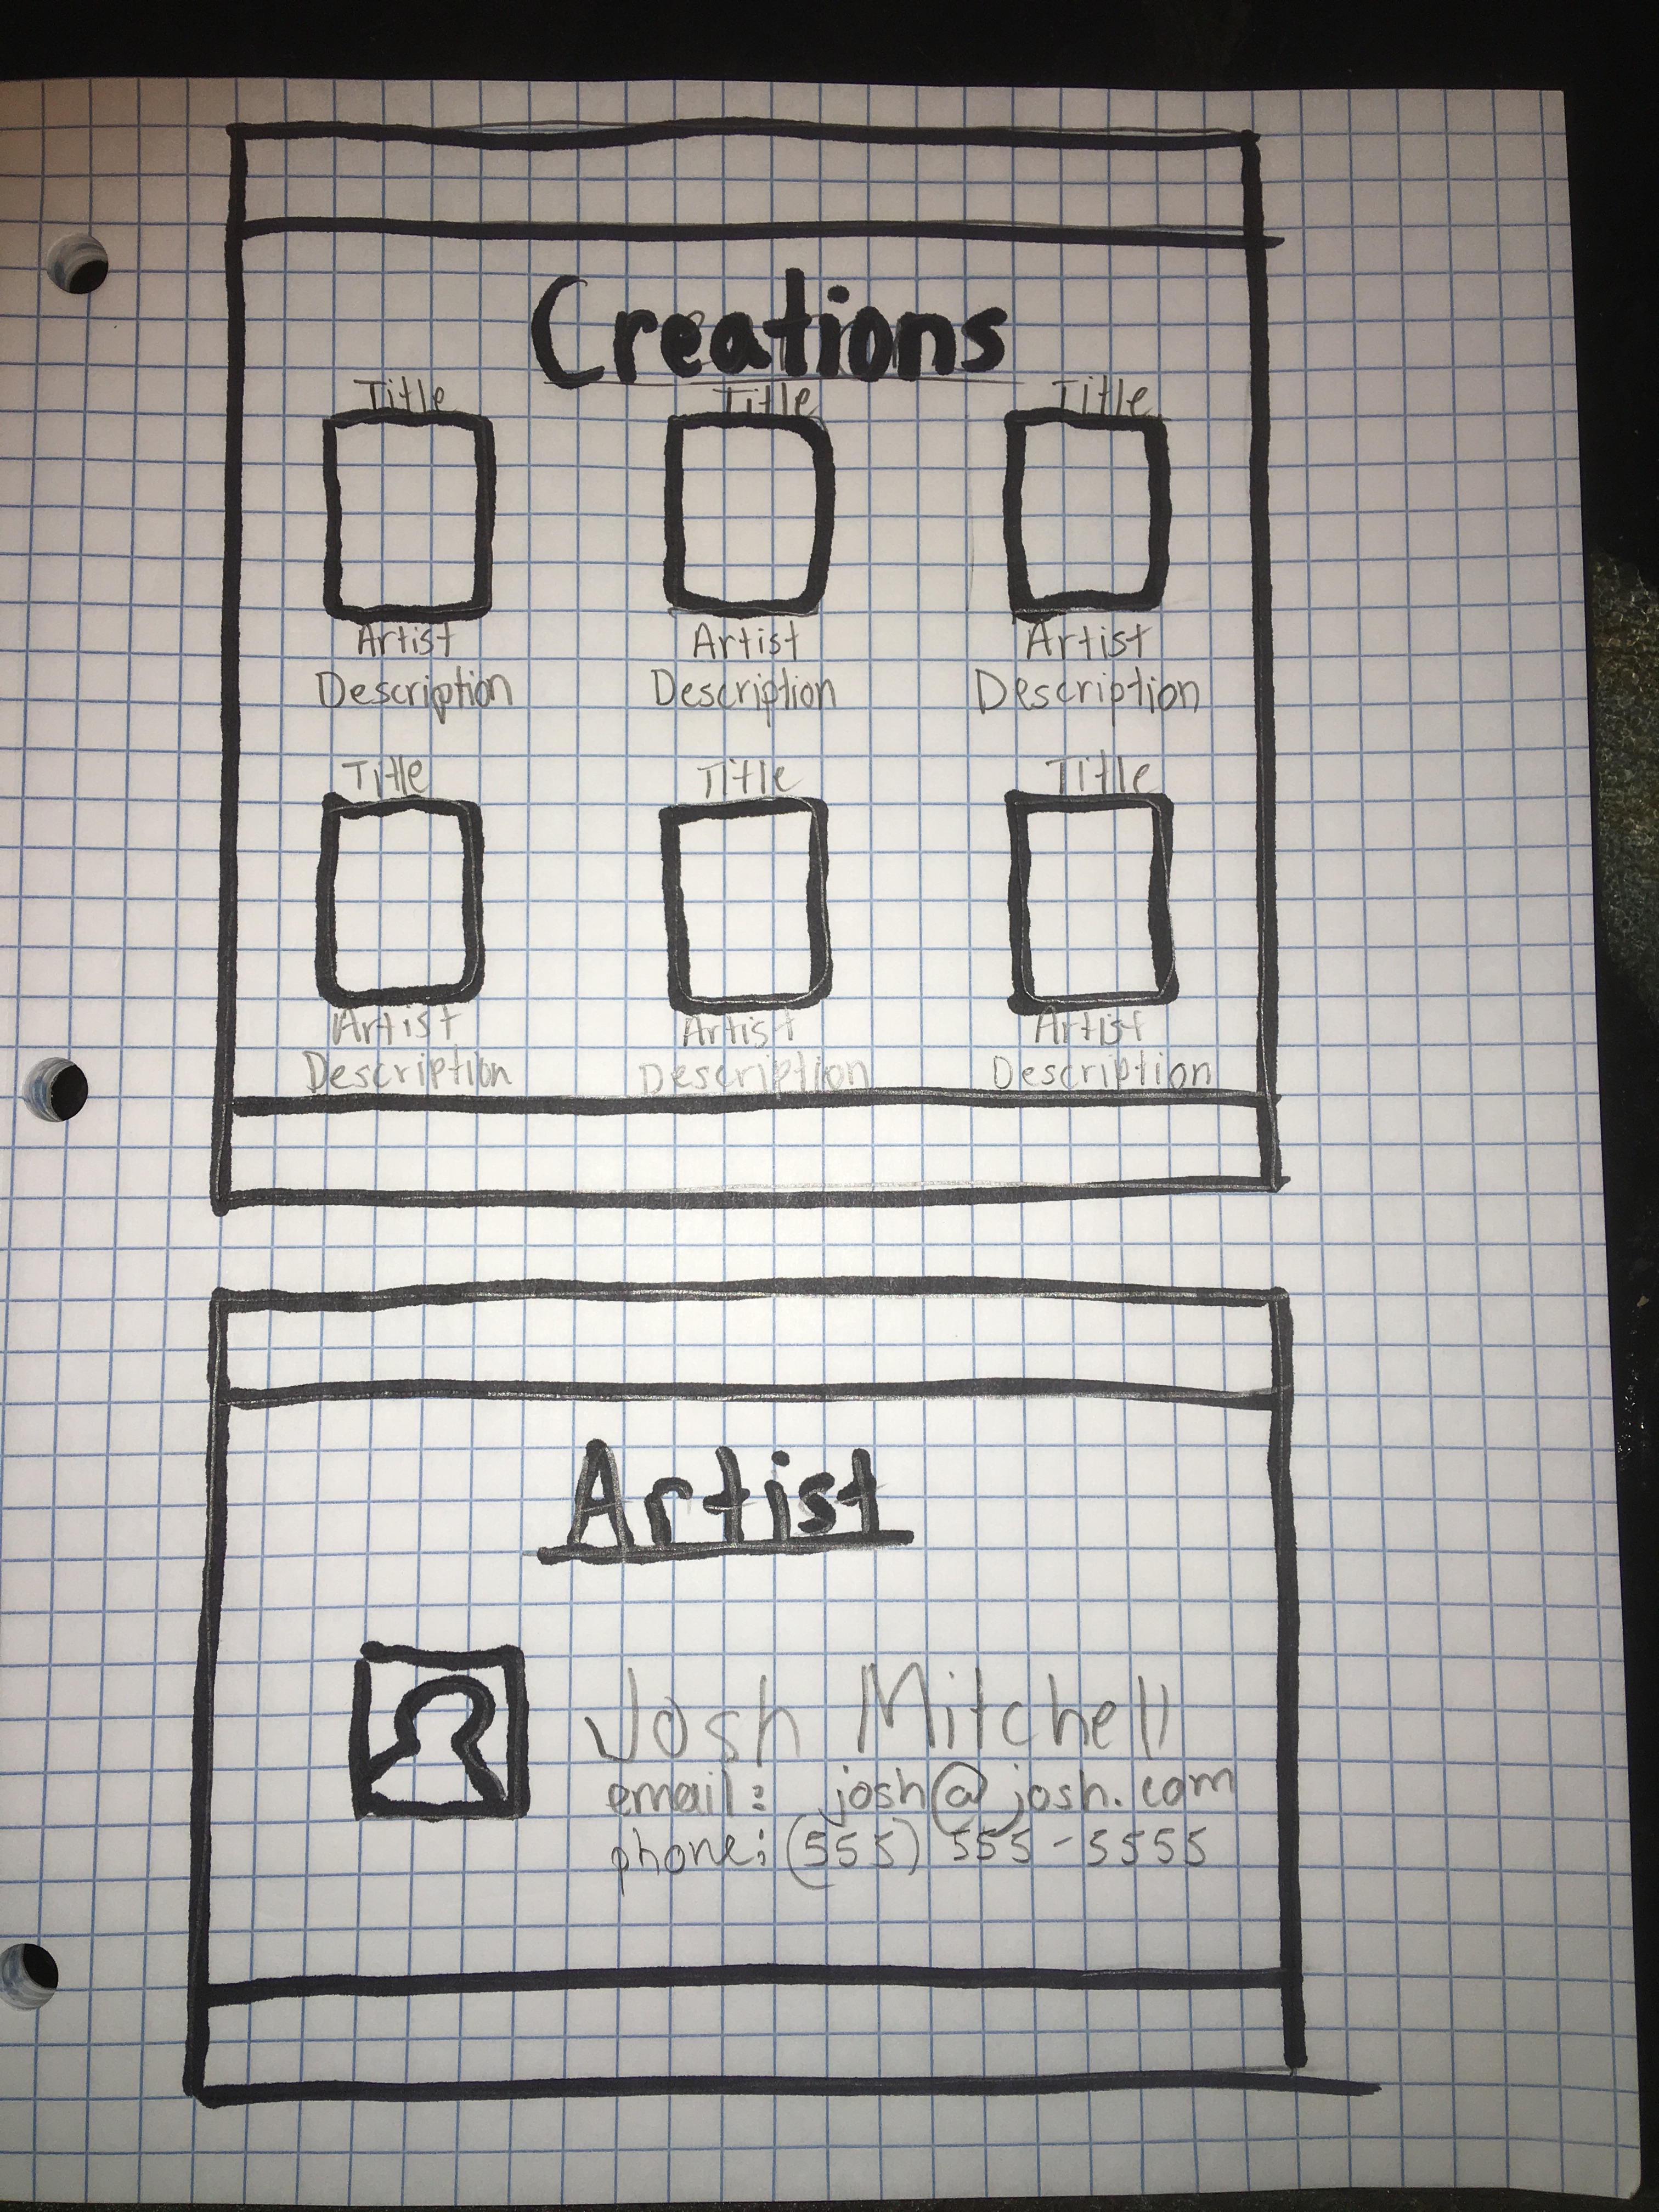 Creations
Title Title Title
Artist Artist Artist
Description Description Description
Title Title Title
Artist Artist Artist
Description Description Description
Artist
Josh Mitchell
email: josh@josh.com
phone: (555) 555-5555